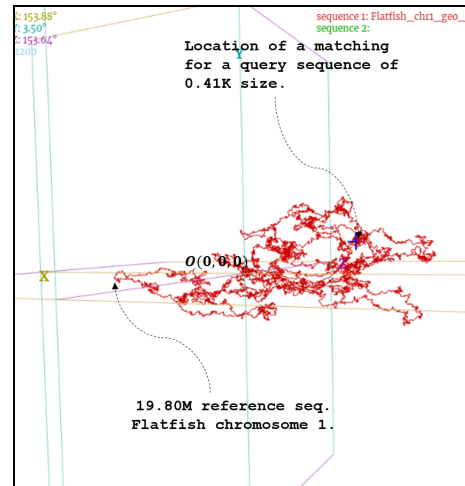 X: 153.88°
Y: 3.50°
Z: 153.64°
1200
sequence 1: Flatfish_chr1_geo_
sequence 2:
Location of a matching
for a query sequence of
0.41K size.
Y
O(0,0,0)
X
Z
19.80M reference seq.
Flatfish chromosome 1.